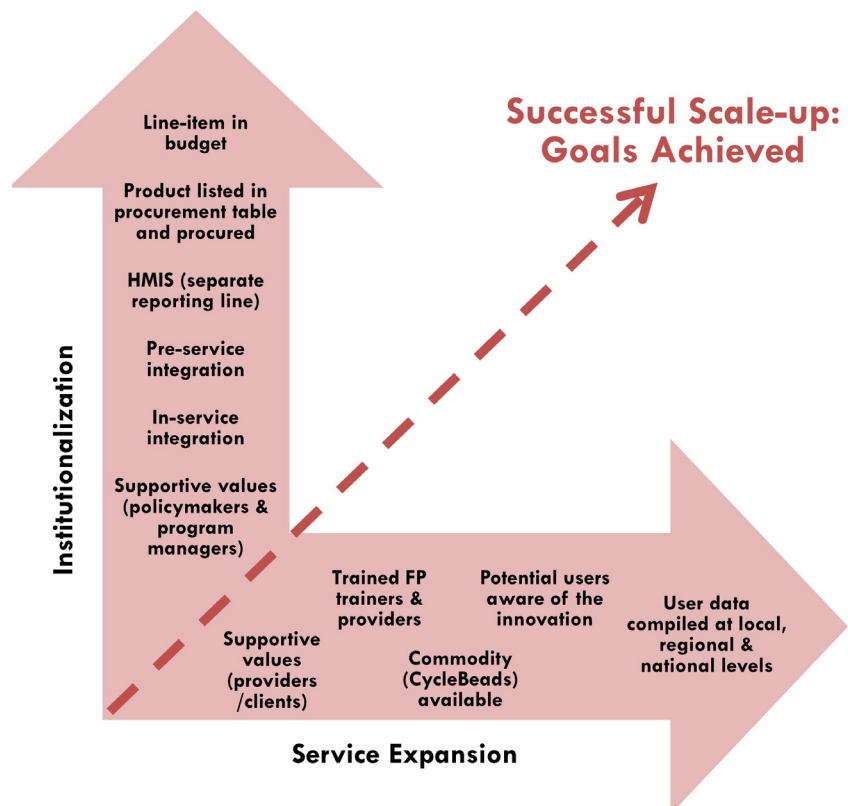 Successful Scale-up:
Goals Achieved
Line-item in
budget
Product listed in
procurement table
and procured
HMIS (separate
reporting line)
Pre-service
integration
In-service
integration
Supportive values
(policymakers &
program
managers)
Institutionalization
Trained FP
trainers &
providers
Potential users
aware of the
innovation
User data
compiled at local,
regional &
national levels
Supportive
values
(providers
/clients)
Commodity
(CycleBeads)
available
Service Expansion